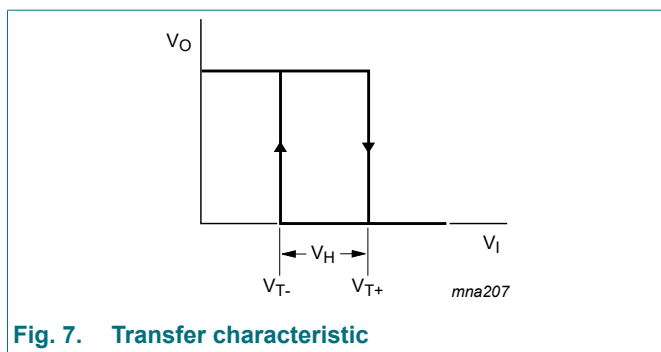 VO
VH
VI
VT-
VT+
mna207
Fig. 7. Transfer characteristic